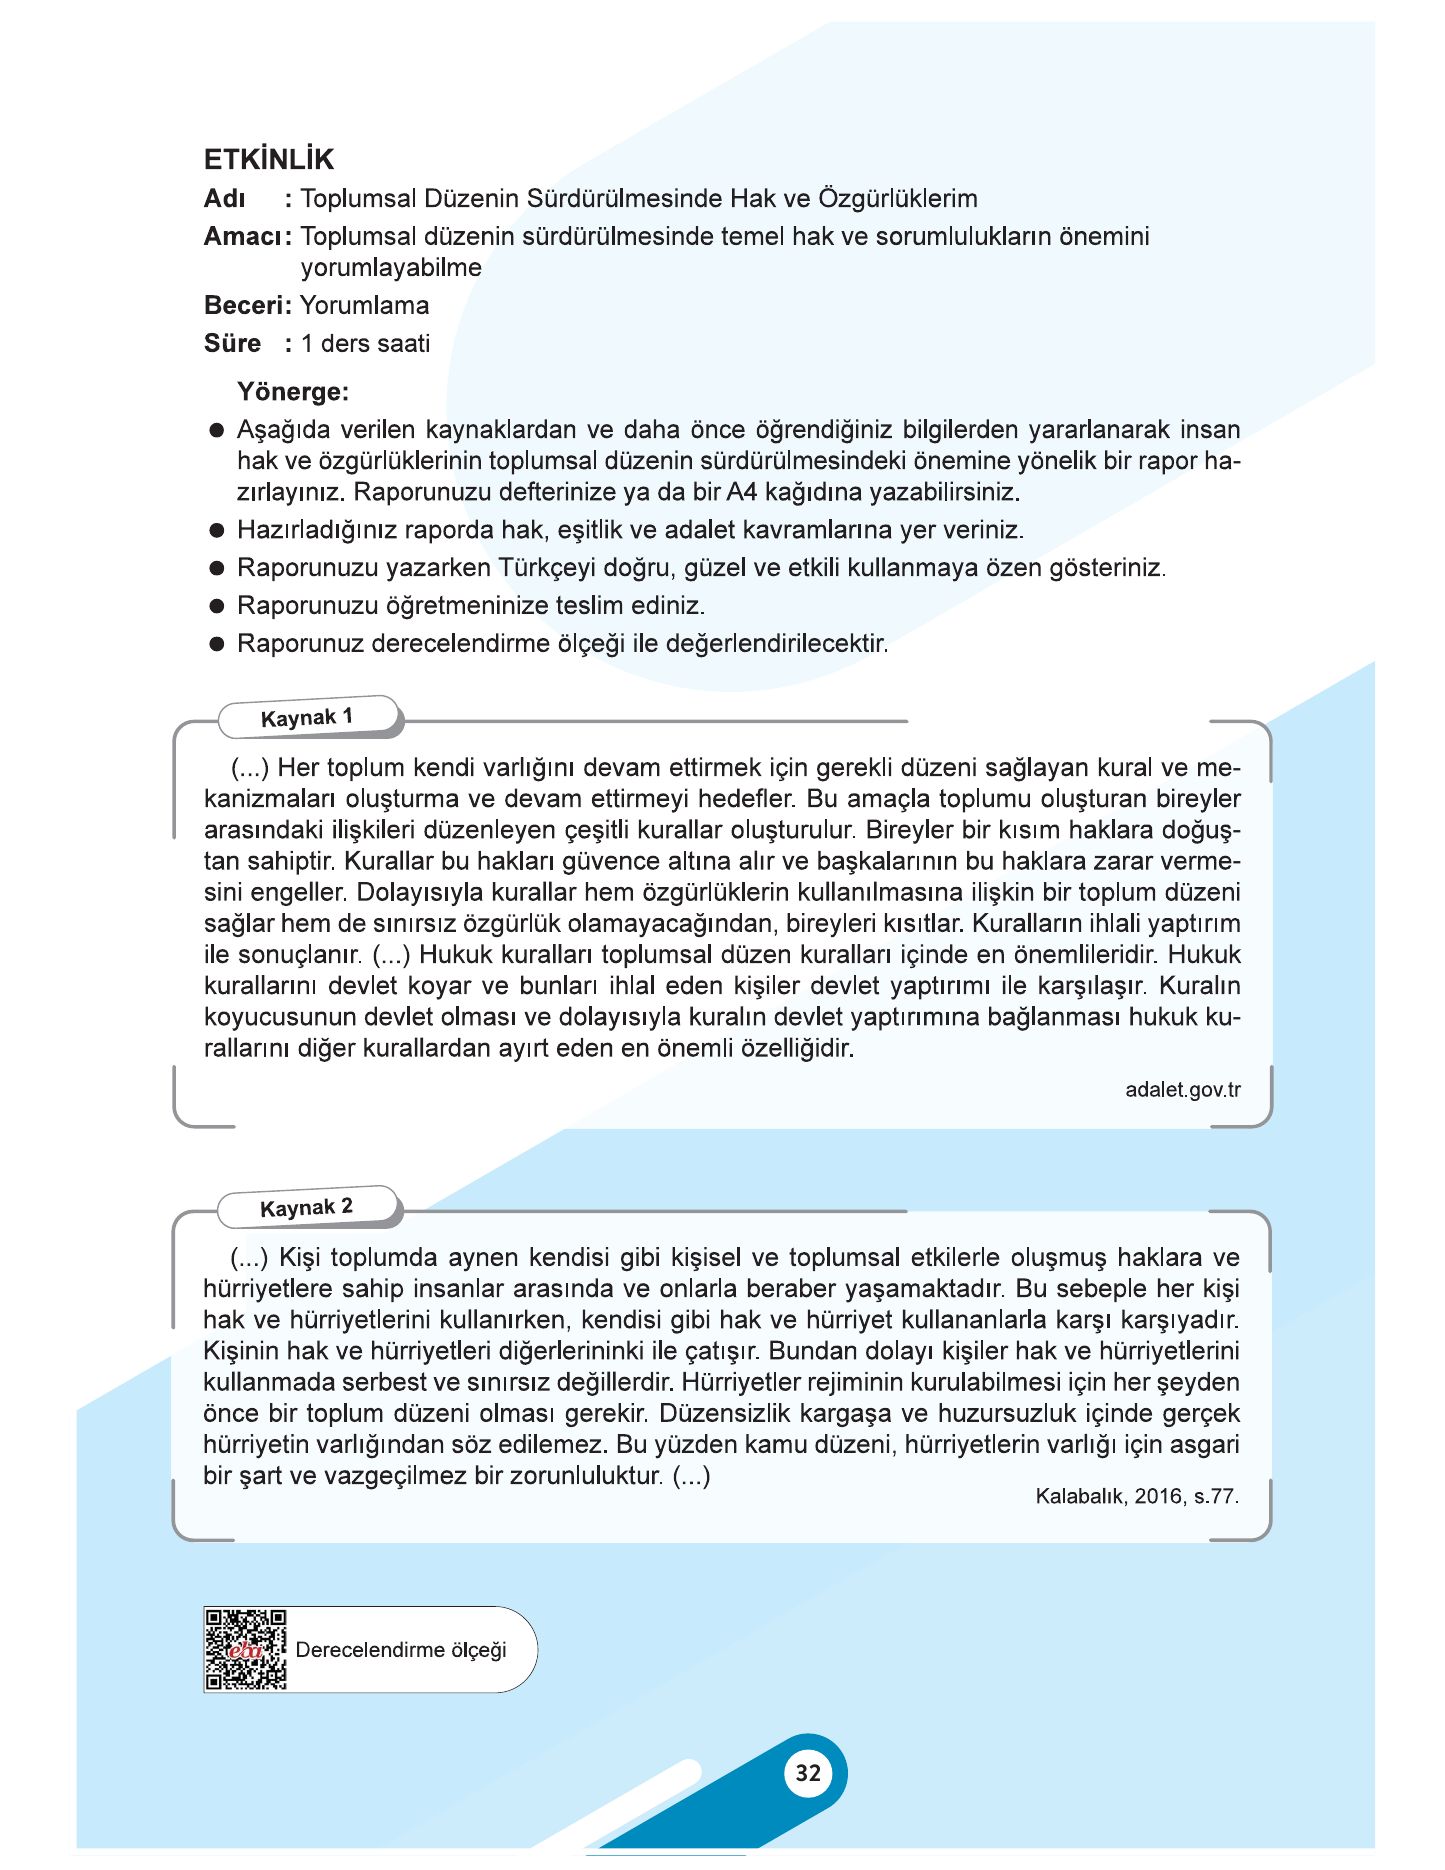 ETKİNLİK
Adı : Toplumsal Düzenin Sürdürülmesinde Hak ve Özgürlüklerim
Amacı: Toplumsal düzenin sürdürülmesinde temel hak ve sorumlulukların önemini
yorumlayabilme
Beceri: Yorumlama
Süre : 1 ders saati
Yönerge:
● Aşağıda verilen kaynaklardan ve daha önce öğrendiğiniz bilgilerden yararlanarak insan
hak ve özgürlüklerinin toplumsal düzenin sürdürülmesindeki önemine yönelik bir rapor ha-
zırlayınız. Raporunuzu defterinize ya da bir A4 kağıdına yazabilirsiniz.
● Hazırladığınız raporda hak, eşitlik ve adalet kavramlarına yer veriniz.
● Raporunuzu yazarken Türkçeyi doğru, güzel ve etkili kullanmaya özen gösteriniz.
● Raporunuzu öğretmeninize teslim ediniz.
● Raporunuz derecelendirme ölçeği ile değerlendirilecektir.
Kaynak 1
(...) Her toplum kendi varlığını devam ettirmek için gerekli düzeni sağlayan kural ve me-
kanizmaları oluşturma ve devam ettirmeyi hedefler. Bu amaçla toplumu oluşturan bireyler
arasındaki ilişkileri düzenleyen çeşitli kurallar oluşturulur. Bireyler bir kısım haklara doğuş-
tan sahiptir. Kurallar bu hakları güvence altına alır ve başkalarının bu haklara zarar verme-
sini engeller. Dolayısıyla kurallar hem özgürlüklerin kullanılmasına ilişkin bir toplum düzeni
sağlar hem de sınırsız özgürlük olamayacağından, bireyleri kısıtlar. Kuralların ihlali yaptırım
ile sonuçlanır. (...) Hukuk kuralları toplumsal düzen kuralları içinde en önemlileridir. Hukuk
kurallarını devlet koyar ve bunları ihlal eden kişiler devlet yaptırımı ile karşılaşır. Kuralın
koyucusunun devlet olması ve dolayısıyla kuralın devlet yaptırımına bağlanması hukuk ku-
rallarını diğer kurallardan ayırt eden en önemli özelliğidir.
adalet.gov.tr
Kaynak 2
(...) Kişi toplumda aynen kendisi gibi kişisel ve toplumsal etkilerle oluşmuş haklara ve
hürriyetlere sahip insanlar arasında ve onlarla beraber yaşamaktadır. Bu sebeple her kişi
hak ve hürriyetlerini kullanırken, kendisi gibi hak ve hürriyet kullananlarla karşı karşıyadır.
Kişinin hak ve hürriyetleri diğerlerininki ile çatışır. Bundan dolayı kişiler hak ve hürriyetlerini
kullanmada serbest ve sınırsız değillerdir. Hürriyetler rejiminin kurulabilmesi için her şeyden
önce bir toplum düzeni olması gerekir. Düzensizlik kargaşa ve huzursuzluk içinde gerçek
hürriyetin varlığından söz edilemez. Bu yüzden kamu düzeni, hürriyetlerin varlığı için asgari
bir şart ve vazgeçilmez bir zorunluluktur. (...)
Kalabalık, 2016, s.77.
eba
Derecelendirme ölçeği
32